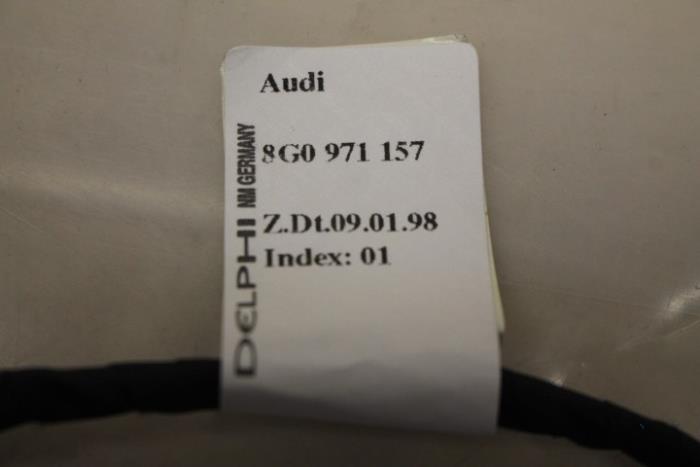 Audi
8G0 971 157
Z.Dt.09.01.98
Index: 01
DELPHI NM GERMANY